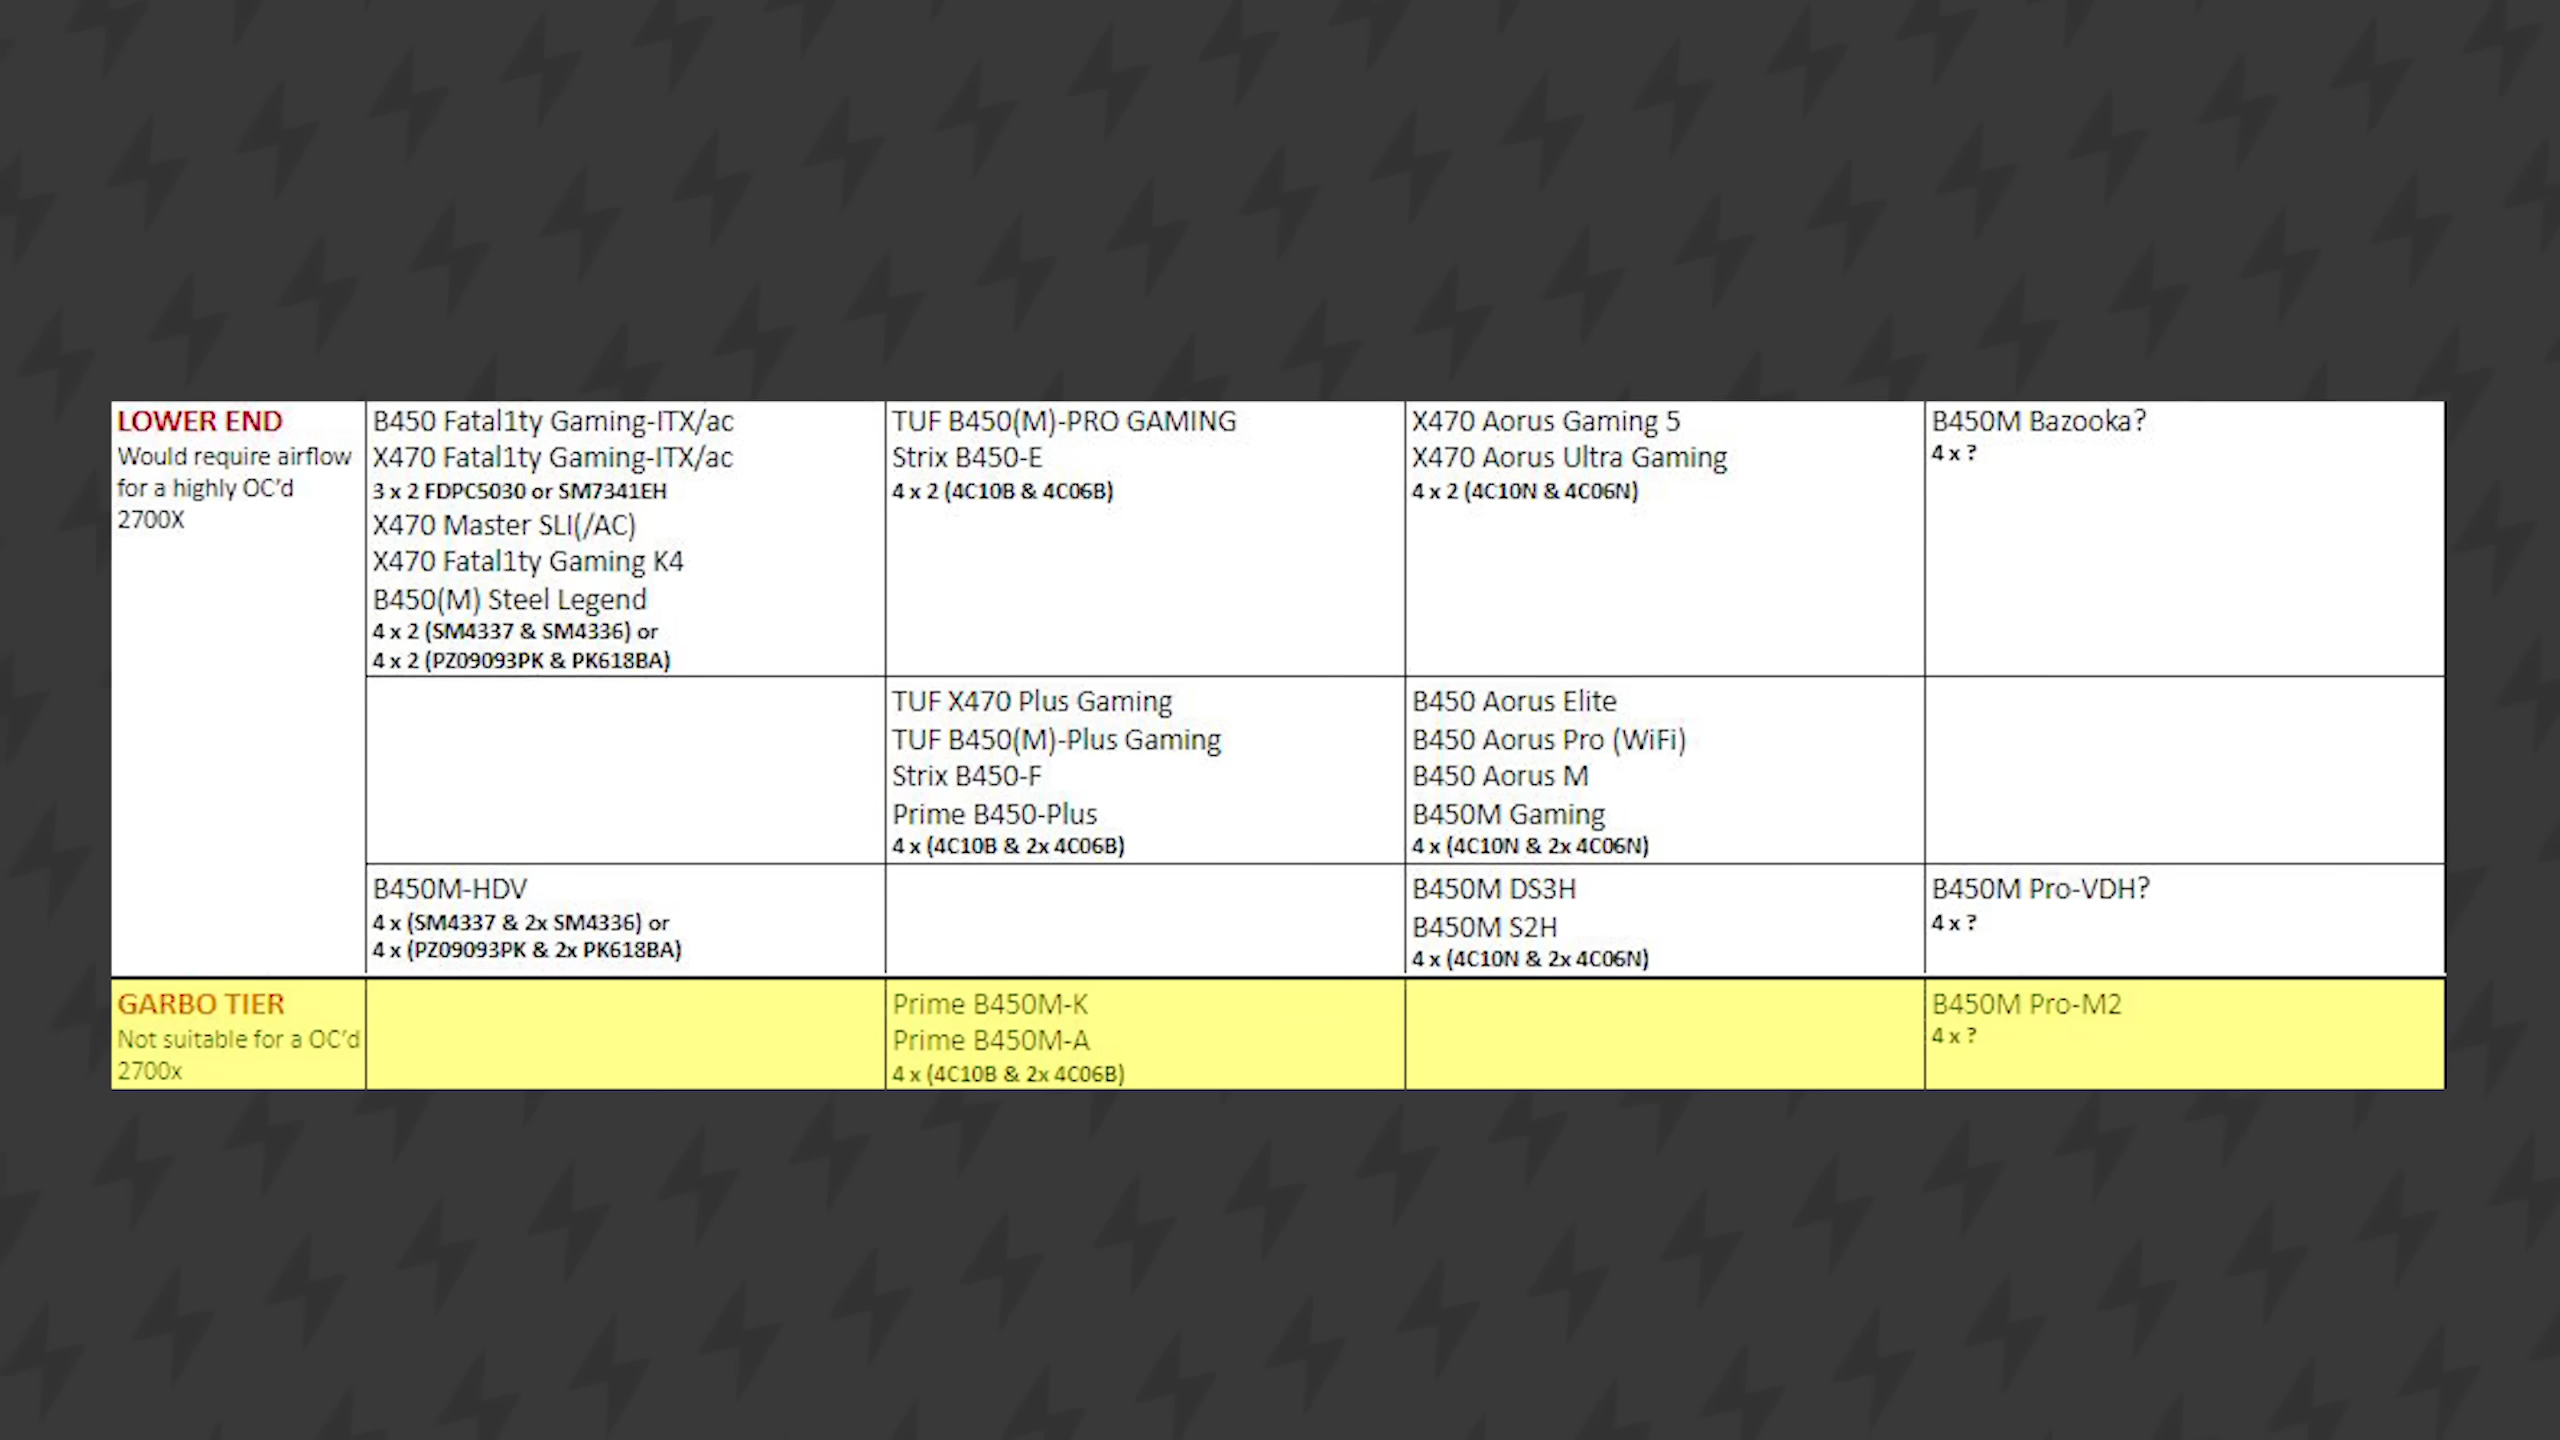 LOWER END
Would require airflow
for a highly OC'd
2700X
B450 Fatal1ty Gaming-ITX/ac
X470 Fatal1ty Gaming-ITX/ac
3 x 2 FDPC5030 or SM7341EH
X470 Master SLI(/AC)
X470 Fatal1ty Gaming K4
B450(M) Steel Legend
4 x 2 (SM4337 & SM4336) or
4 x 2 (PZ09093PK & PK618BA)
TUF B450(M)-PRO GAMING
Strix B450-E
4 x 2 (4C10B & 4C06B)
X470 Aorus Gaming 5
X470 Aorus Ultra Gaming
4 x 2 (4C10N & 4C06N)
B450M Bazooka?
4 x ?
TUF X470 Plus Gaming
TUF B450(M)-Plus Gaming
Strix B450-F
Prime B450-Plus
4 x (4C10B & 2x 4C06B)
B450 Aorus Elite
B450 Aorus Pro (WiFi)
B450 Aorus M
B450M Gaming
4 x (4C10N & 2x 4C06N)
B450M-HDV
4 x (SM4337 & 2x SM4336) or
4 x (PZ09093PK & 2x PK618BA)
B450M DS3H
B450M S2H
4 x (4C10N & 2x 4C06N)
B450M Pro-VDH?
4 x ?
GARBO TIER
Not suitable for a OC'd
2700x
Prime B450M-K
Prime B450M-A
4 x (4C10B & 2x 4C06B)
B450M Pro-M2
4 x ?